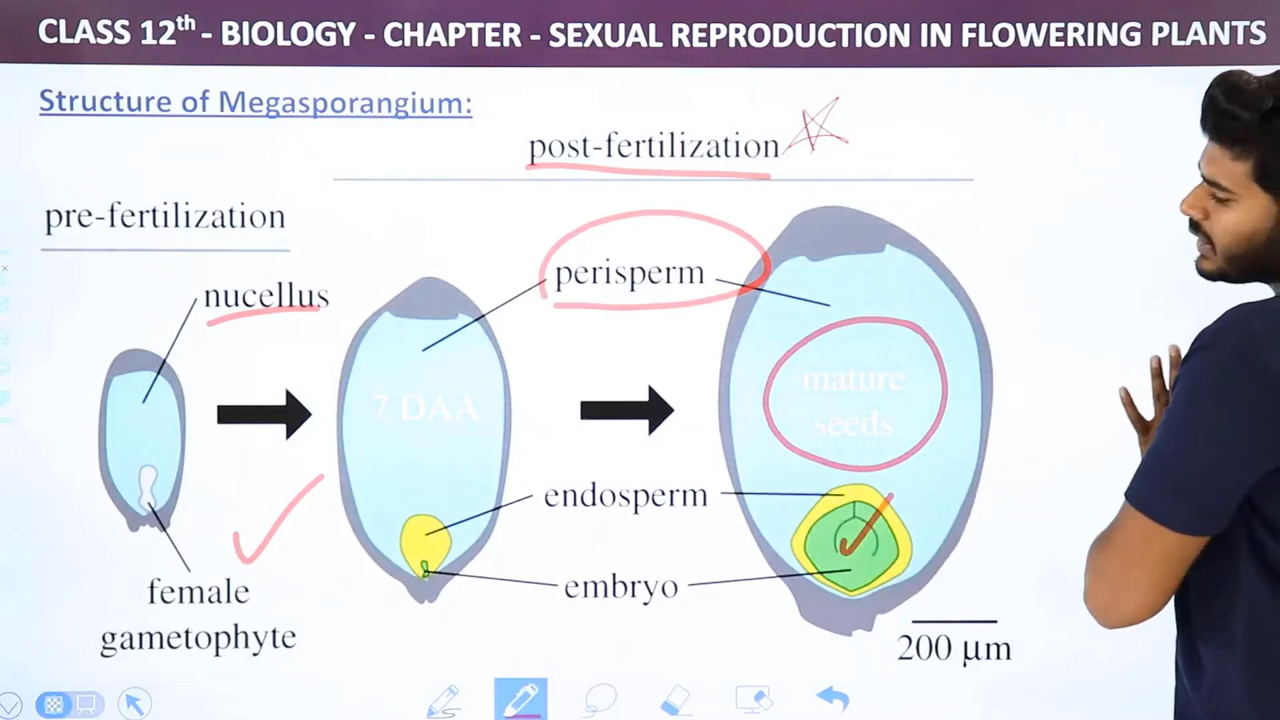 CLASS 12th - BIOLOGY - CHAPTER - SEXUAL REPRODUCTION IN FLOWERING PLANTS
Structure of Megasporangium:
post-fertilization
pre-fertilization
perisperm
nucellus
7 DAA
mature
seeds
endosperm
embryo
female
gametophyte
200 μm